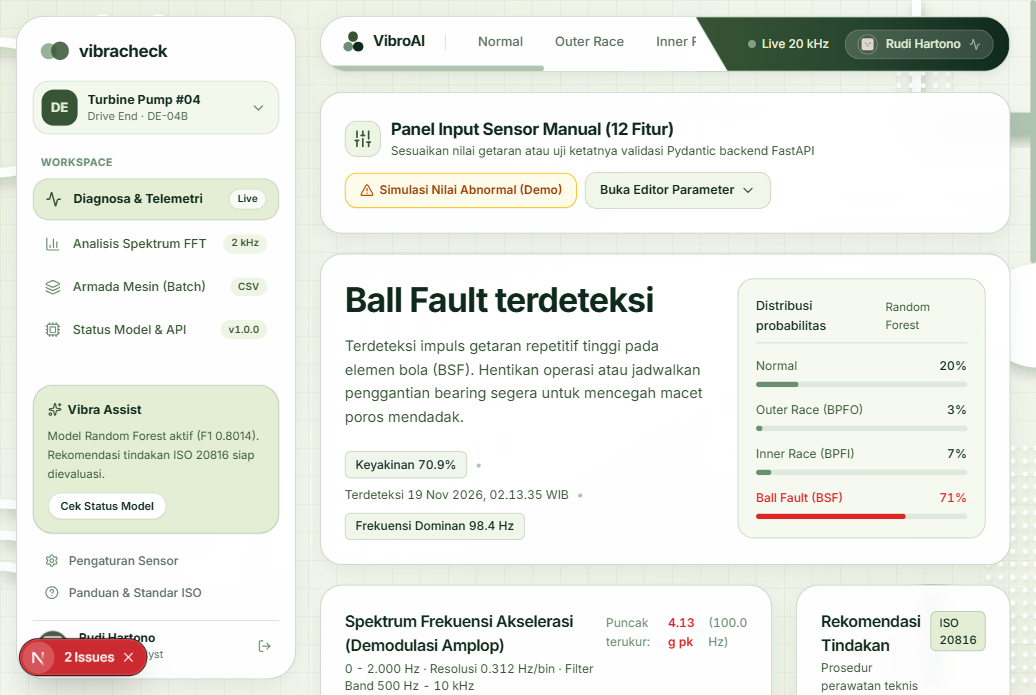 vibracheck
DE
Turbine Pump #04
Drive End · DE-04B
WORKSPACE
Diagnosa & Telemetri
Live
Analisis Spektrum FFT
2 kHz
Armada Mesin (Batch)
CSV
Status Model & API
v1.0.0
Vibra Assist
Model Random Forest aktif (F1 0.8014).
Rekomendasi tindakan ISO 20816 siap
dievaluasi.
Cek Status Model
Pengaturan Sensor
Panduan & Standar ISO
Rudi Hartono
yst
N
2 Issues
VibroAI
Normal
Outer Race
Inner
Live 20 kHz
Rudi Hartono
Panel Input Sensor Manual (12 Fitur)
Sesuaikan nilai getaran atau uji ketatnya validasi Pydantic backend FastAPI
Simulasi Nilai Abnormal (Demo)
Buka Editor Parameter
Ball Fault terdeteksi
Terdeteksi impuls getaran repetitif tinggi pada
elemen bola (BSF). Hentikan operasi atau jadwalkan
penggantian bearing segera untuk mencegah macet
poros mendadak.
Keyakinan 70.9%
Terdeteksi 19 Nov 2026, 02.13.35 WIB
Frekuensi Dominan 98.4 Hz
Distribusi
probabilitas
Random
Forest
Normal 20%
Outer Race (BPFO) 3%
Inner Race (BPFI) 7%
Ball Fault (BSF) 71%
Spektrum Frekuensi Akselerasi
(Demodulasi Amplop)
0 - 2.000 Hz · Resolusi 0.312 Hz/bin · Filter
Band 500 Hz - 10 kHz
Puncak
terukur:
4.13
g pk
(100.0
Hz)
Rekomendasi
Tindakan
ISO
20816
Prosedur
perawatan teknis